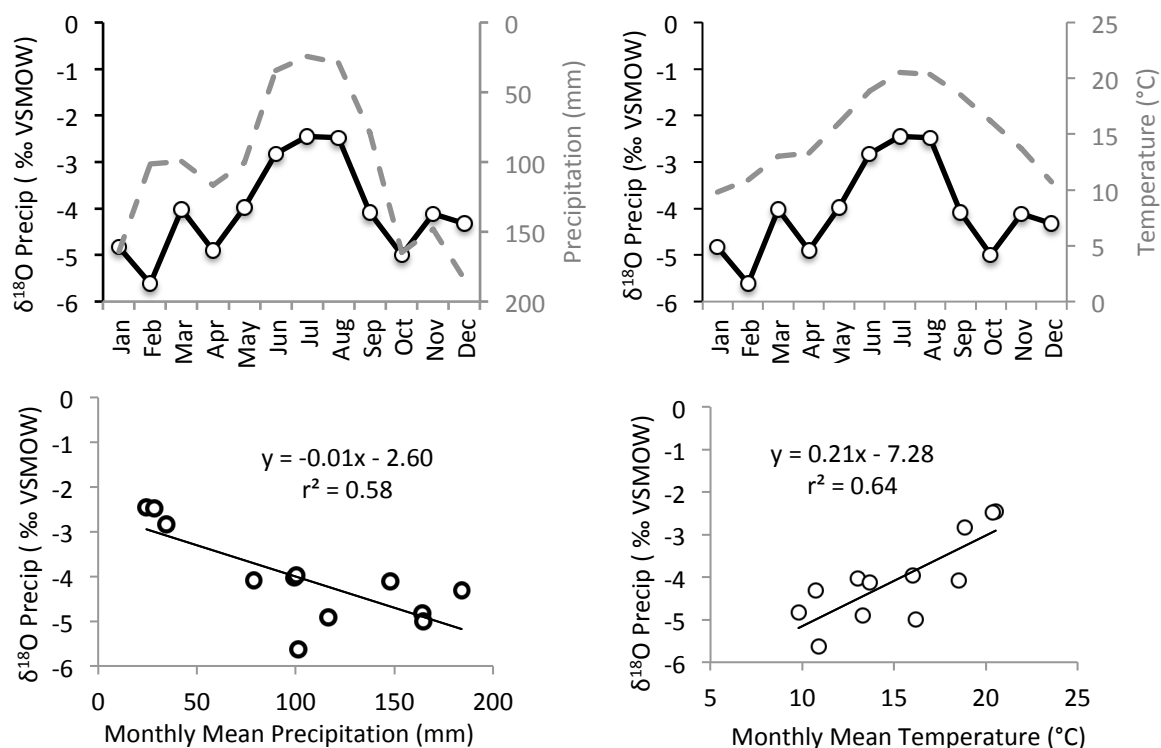 δ¹⁸O Precip ( ‰ VSMOW)
0
-1
-2
-3
-4
-5
-6
0
50
100
150
200
Precipitation (mm)
Jan
Feb
Mar
Apr
May
Jun
Jul
Aug
Sep
Oct
Nov
Dec
δ¹⁸O Precip ( ‰ VSMOW)
0
-1
-2
-3
-4
-5
-6
25
20
15
10
5
0
Temperature (°C)
Jan
Feb
Mar
Apr
May
Jun
Jul
Aug
Sep
Oct
Nov
Dec
δ¹⁸O Precip ( ‰ VSMOW)
0
-1
-2
-3
-4
-5
-6
y = -0.01x - 2.60
r² = 0.58
0
50
100
150
200
Monthly Mean Precipitation (mm)
δ¹⁸O Precip ( ‰ VSMOW)
0
-1
-2
-3
-4
-5
-6
y = 0.21x - 7.28
r² = 0.64
5
10
15
20
25
Monthly Mean Temperature (°C)